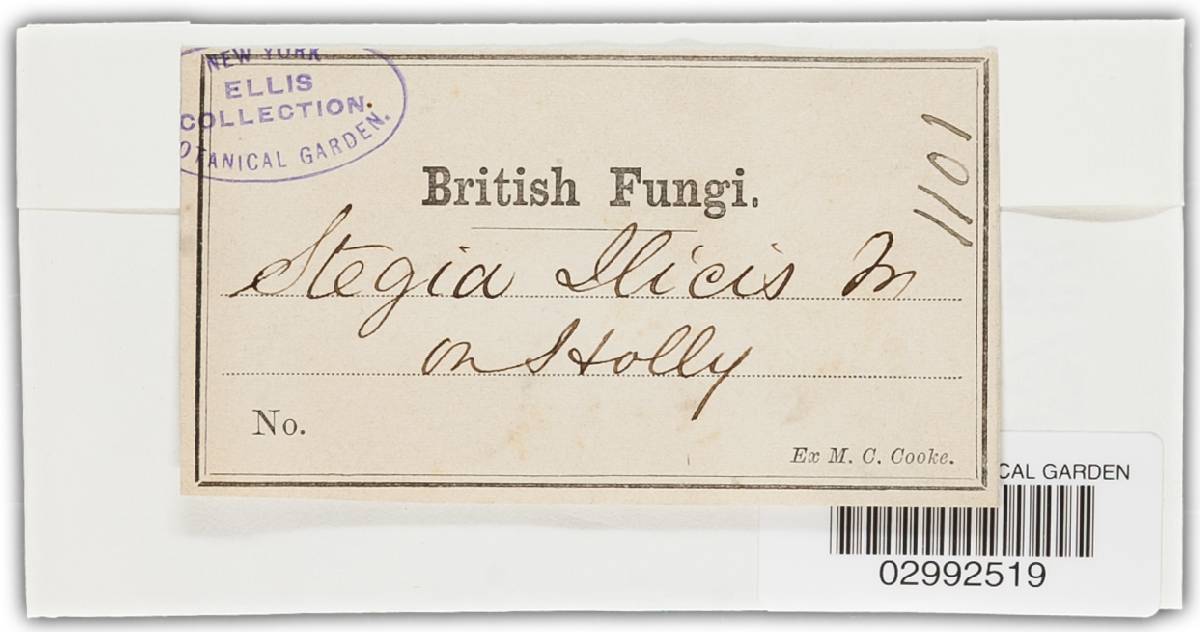 NEW YORK
ELLIS
COLLECTION.
OTANICAL GARDEN.
1101
British Fungi.
Stegia Ilicis
on Holly
No.
Ex M. C. Cooke.
CAL GARDEN
02992519